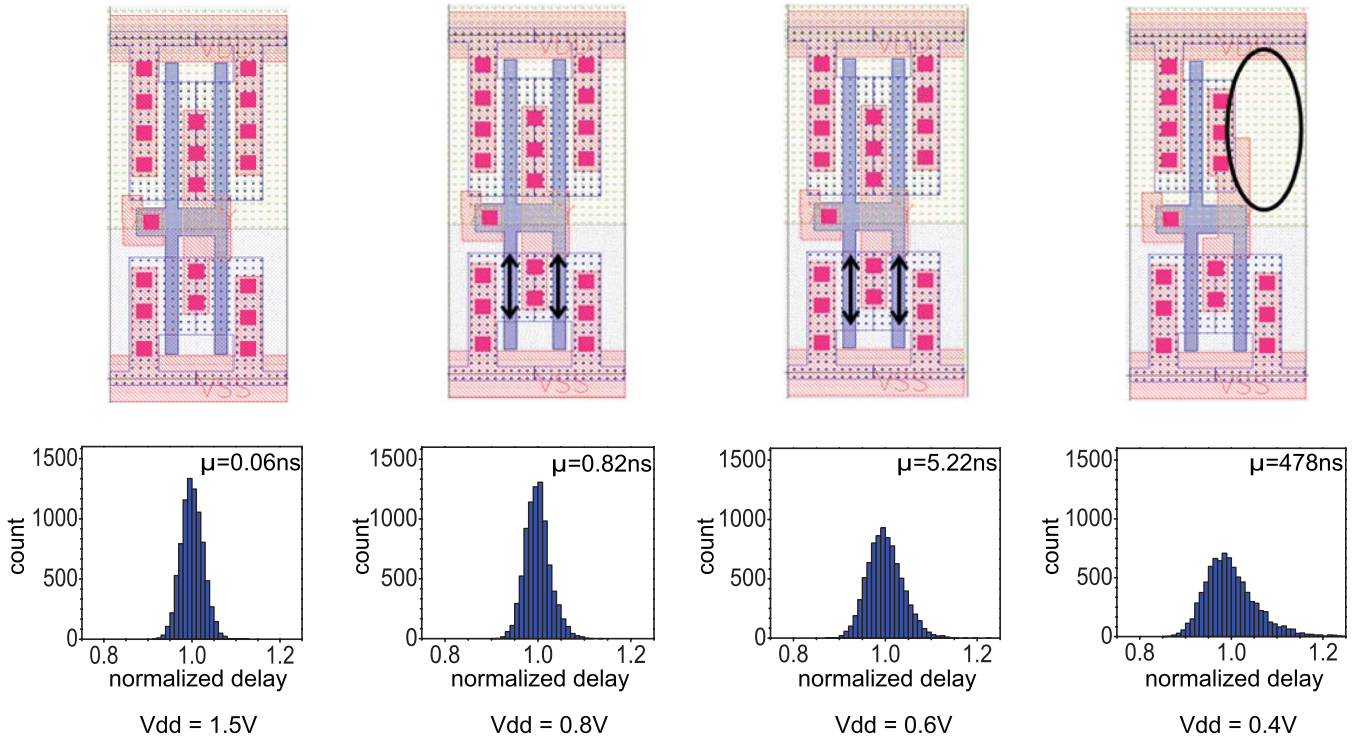 VDD
VDD
VDD
VSS
VSS
VSS
VSS
1500
1000
500
0
count
μ=0.06ns
0.8
1.0
1.2
normalized delay
Vdd = 1.5V
1500
1000
500
0
count
μ=0.82ns
0.8
1.0
1.2
normalized delay
Vdd = 0.8V
1500
1000
500
0
count
μ=5.22ns
0.8
1.0
1.2
normalized delay
Vdd = 0.6V
1500
1000
500
0
count
μ=478ns
0.8
1.0
1.2
normalized delay
Vdd = 0.4V